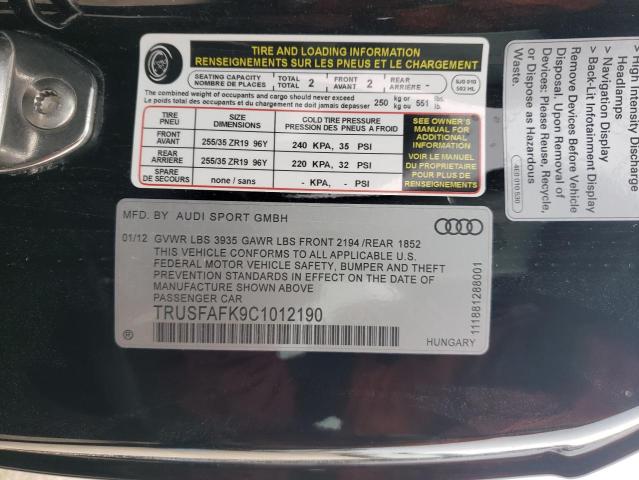 TIRE AND LOADING INFORMATION
RENSEIGNEMENTS SUR LES PNEUS ET LE CHARGEMENT
SEATING CAPACITY
NOMBRE DE PLACES
TOTAL
TOTAL 2
FRONT
AVANT 2
REAR
ARRIERE -
The combined weight of occupants and cargo should never exceed
Le poids total des occupants et du chargement ne doit jamais depasser 250 kg or kg ou 551 lbs. lb.
TIRE
PNEU
SIZE
DIMENSIONS
COLD TIRE PRESSURE
PRESSION DES PNEUS A FROID
FRONT
AVANT
255/35 ZR19 96Y
240 KPA, 35 PSI
REAR
ARRIERE
255/35 ZR19 96Y
220 KPA, 32 PSI
SPARE
DE SECOURS
none / sans
- KPA, - PSI
SEE OWNER'S
MANUAL FOR
ADDITIONAL
INFORMATION
VOIR LE MANUEL
DU PROPRIETAIRE
POUR PLUS DE
RENSEIGNEMENTS
MFD. BY AUDI SPORT GMBH
01/12 GVWR LBS 3935 GAWR LBS FRONT 2194 /REAR 1852
THIS VEHICLE CONFORMS TO ALL APPLICABLE U.S.
FEDERAL MOTOR VEHICLE SAFETY, BUMPER AND THEFT
PREVENTION STANDARDS IN EFFECT ON THE DATE OF
MANUFACTURE SHOWN ABOVE
PASSENGER CAR
TRUSFAFK9C1012190
HUNGARY
111881288001
> High Intensity Discharge
Headlamps
> Navigation Display
> Back-Lit Infotainment Display
Remove Devices Before Vehicle
Disposal, Upon Removal of
Devices: Please Reuse, Recycle,
or Dispose as Hazardous
Waste.